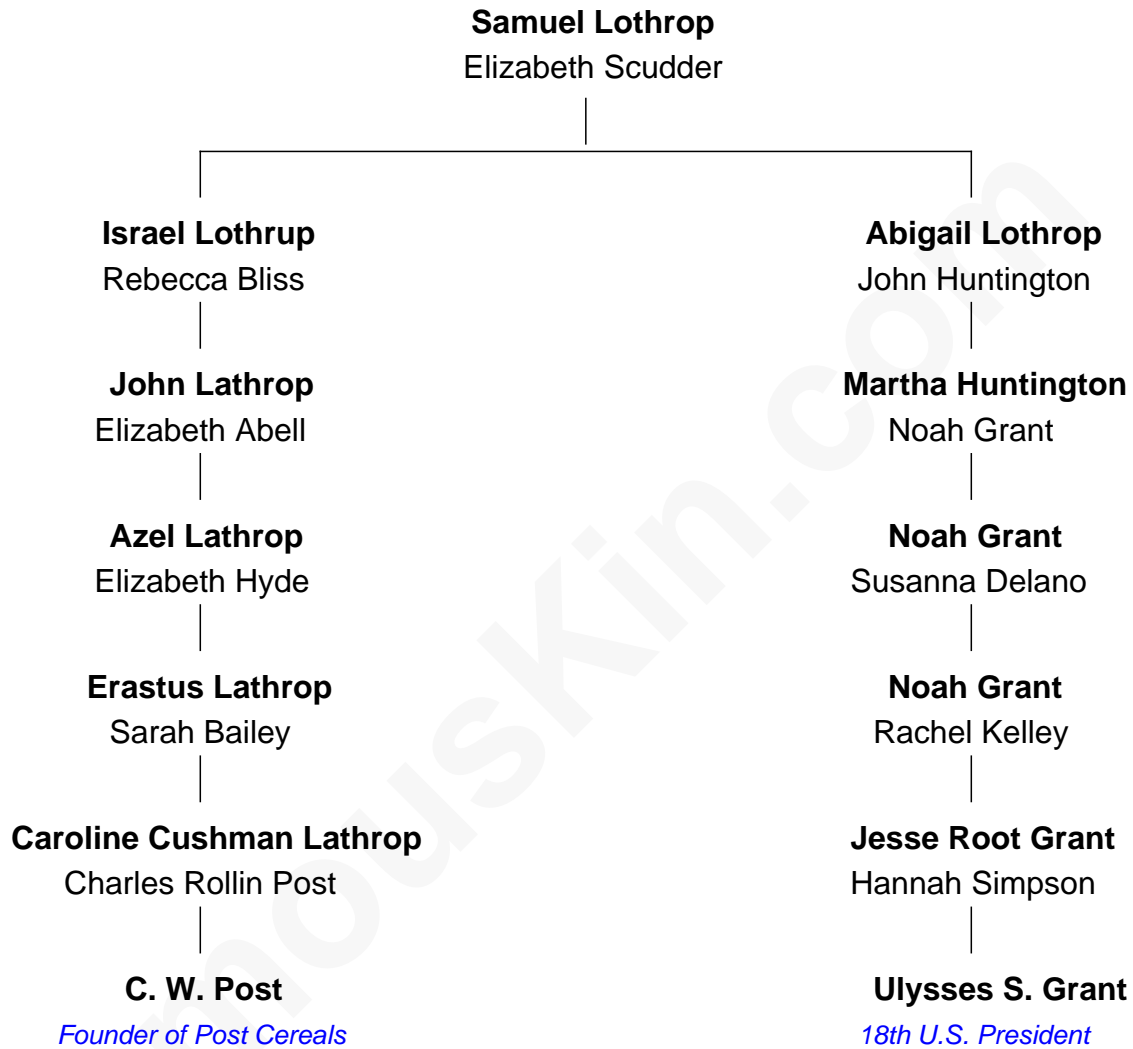 Samuel Lothrop
Elizabeth Scudder
Israel Lothrup
Rebecca Bliss
Abigail Lothrop
John Huntington
John Lathrop
Elizabeth Abell
Martha Huntington
Noah Grant
Azel Lathrop
Elizabeth Hyde
Noah Grant
Susanna Delano
Erastus Lathrop
Sarah Bailey
Noah Grant
Rachel Kelley
Caroline Cushman Lathrop
Charles Rollin Post
Jesse Root Grant
Hannah Simpson
C. W. Post
Founder of Post Cereals
Ulysses S. Grant
18th U.S. President
mousKin.com